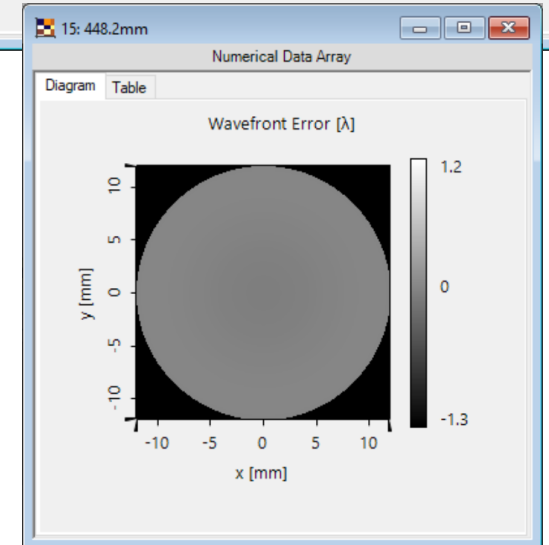 15: 448.2mm
Numerical Data Array
Diagram Table
Wavefront Error [λ]
10
5
0
-5
-10
y [mm]
-10 -5 0 5 10
x [mm]
1.2
0
-1.3